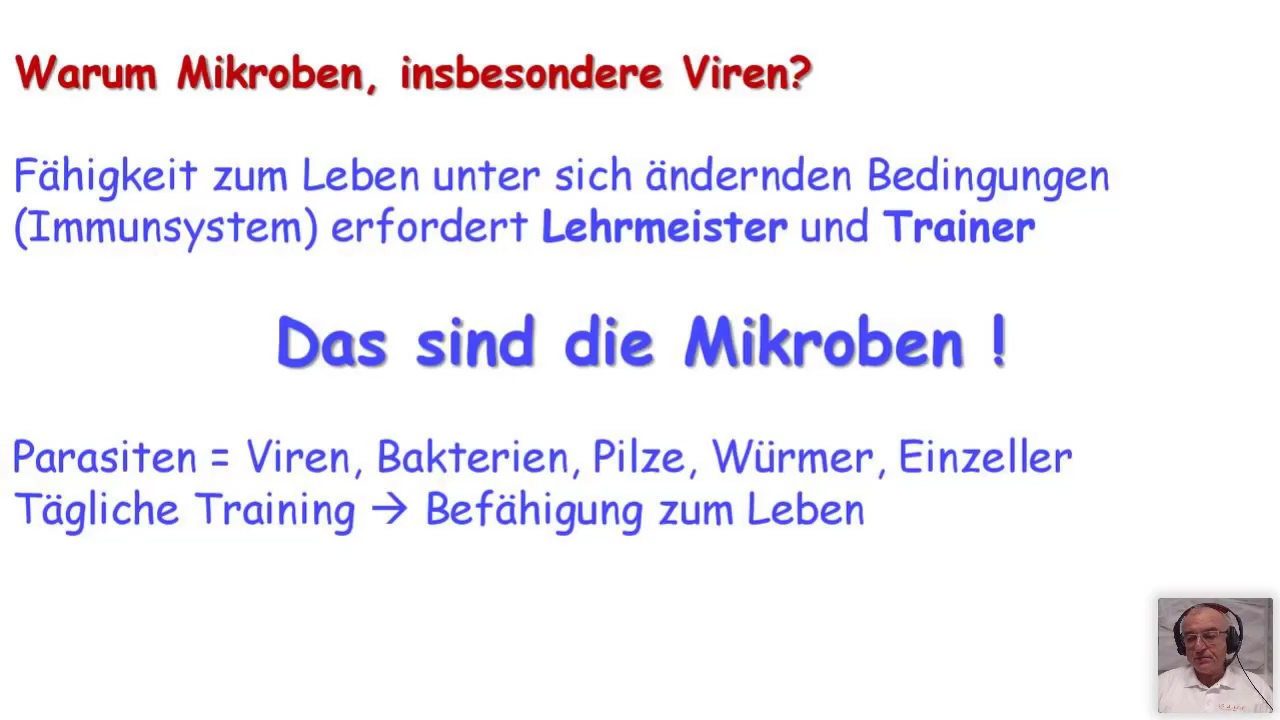 Warum Mikroben, insbesondere Viren?
Fähigkeit zum Leben unter sich ändernden Bedingungen
(Immunsystem) erfordert Lehrmeister und Trainer
Das sind die Mikroben !
Parasiten = Viren, Bakterien, Pilze, Würmer, Einzeller
Tägliche Training → Befähigung zum Leben